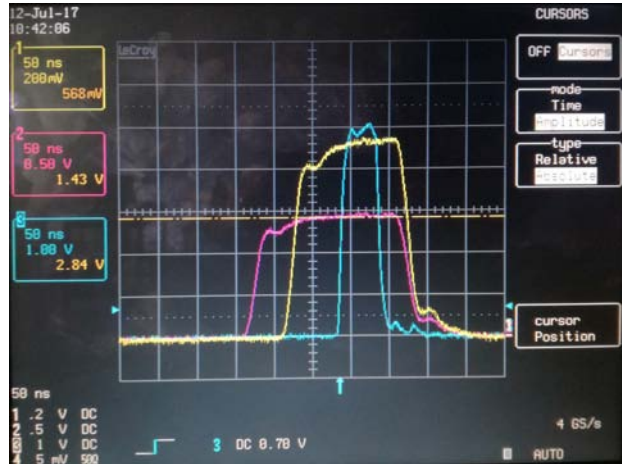 12-Jul-17
10:42:06
1
50 ns
200mV
568mV
2
50 ns
0.50 V
1.43 V
3
50 ns
1.00 V
2.84 V
LeCroy
CURSORS
OFF Cursors
mode
Time
Amplitude
type
Relative
Absolute
cursor
Position
1
50 ns
1 .2 V DC
2 .5 V DC
3 1 V DC
4 5 mV 50Ω
3 DC 0.70 V
4 GS/s
AUTO